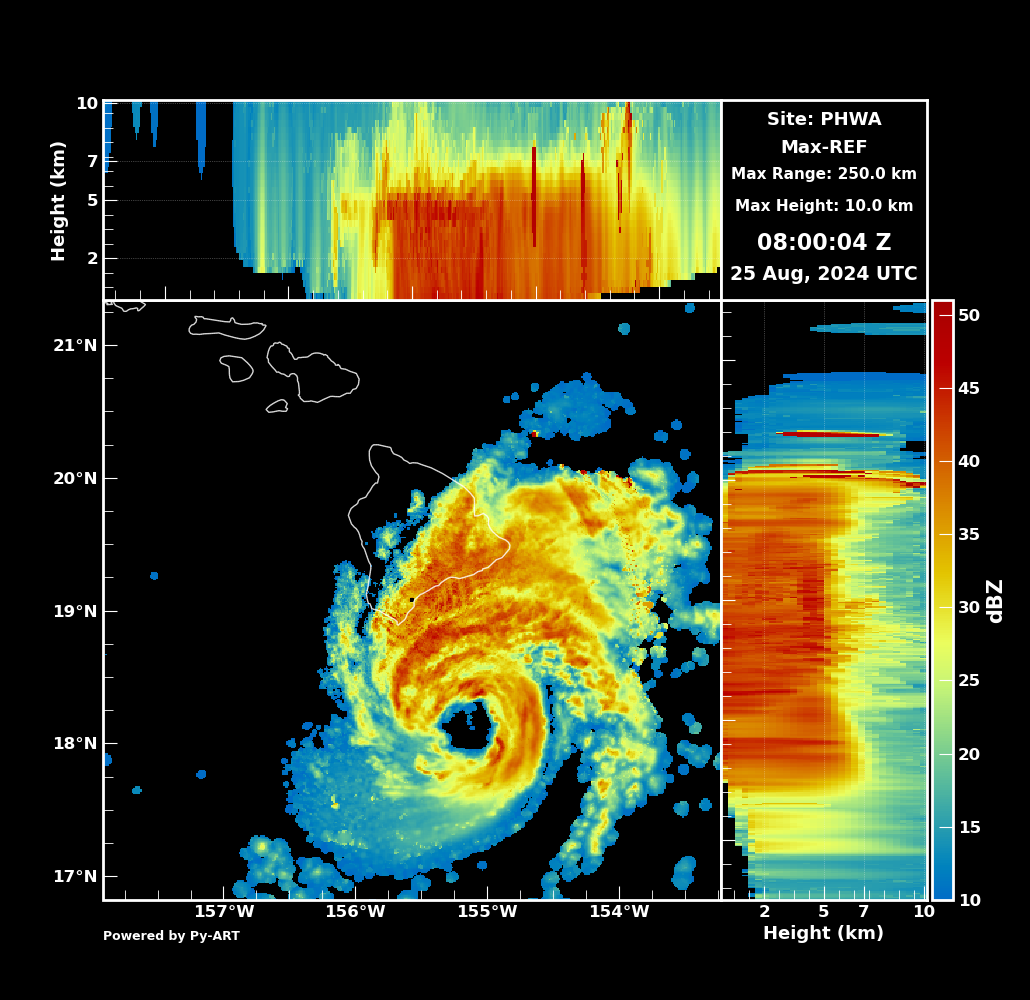 10
7
5
2
Height (km)
Site: PHWA
Max-REF
Max Range: 250.0 km
Max Height: 10.0 km
08:00:04 Z
25 Aug, 2024 UTC
21°N
20°N
19°N
18°N
17°N
157°W
156°W
155°W
154°W
2
5
7
10
Height (km)
50
45
40
35
30
25
20
15
10
dBZ
Powered by Py-ART